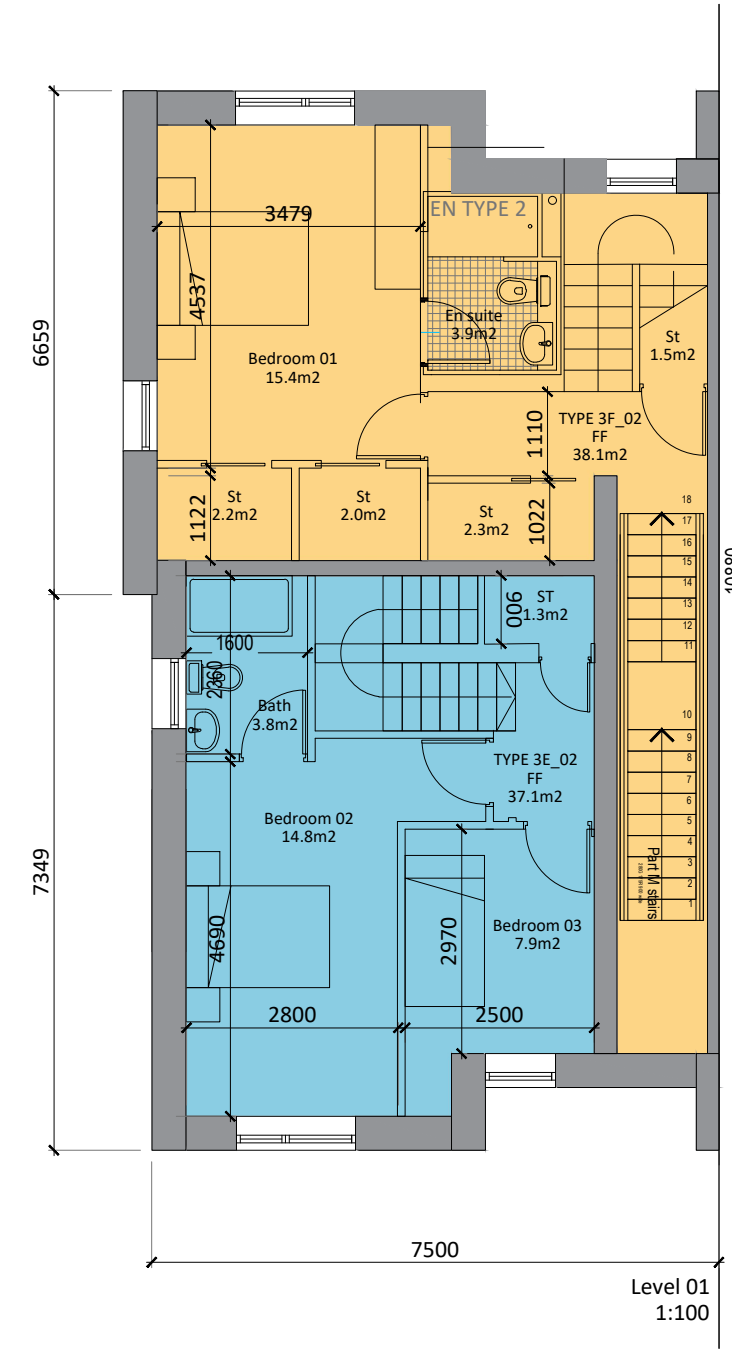 3479
EN TYPE 2
4537
6659
En suite
3.9m2
St
1.5m2
Bedroom 01
15.4m2
TYPE 3F_02
FF
38.1m2
1110
St
2.2m2
St
2.0m2
St
2.3m2
1122
1022
18
17
16
15
14
13
12
11
10
9
8
7
6
5
4
3
2
1
Part M stairs
900
ST
1.3m2
1600
2360
Bath
3.8m2
TYPE 3E_02
FF
37.1m2
Bedroom 02
14.8m2
7349
4690
2970
Bedroom 03
7.9m2
2800
2500
7500
Level 01
1:100